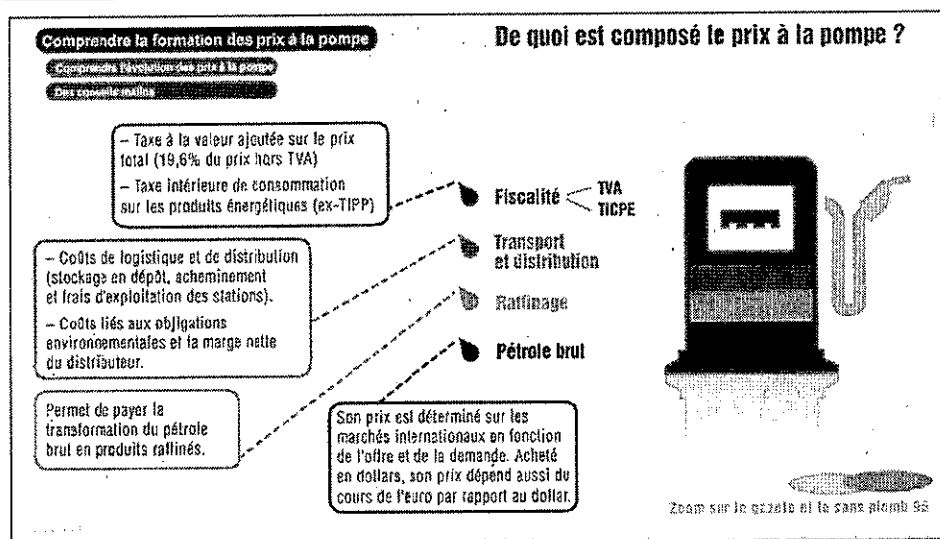 Comprendre la formation des prix à la pompe
Comprendre l'évolution des prix à la pompe
Des conseils malins
De quoi est composé le prix à la pompe ?
– Taxe à la valeur ajoutée sur le prix
total (19,6% du prix hors TVA)
– Taxe intérieure de consommation
sur les produits énergétiques (ex-TIPP)
Fiscalité
TVA
TICPE
– Coûts de logistique et de distribution
(stockage en dépôt, acheminement
et frais d'exploitation des stations).
– Coûts liés aux obligations
environnementales et la marge nette
du distributeur.
Transport
et distribution
Raffinage
Pétrole brut
Permet de payer la
transformation du pétrole
brut en produits raffinés.
Son prix est déterminé sur les
marchés internationaux en fonction
de l'offre et de la demande. Acheté
en dollars, son prix dépend aussi du
cours de l'euro par rapport au dollar.
Zoom sur le gazole et le sans plomb